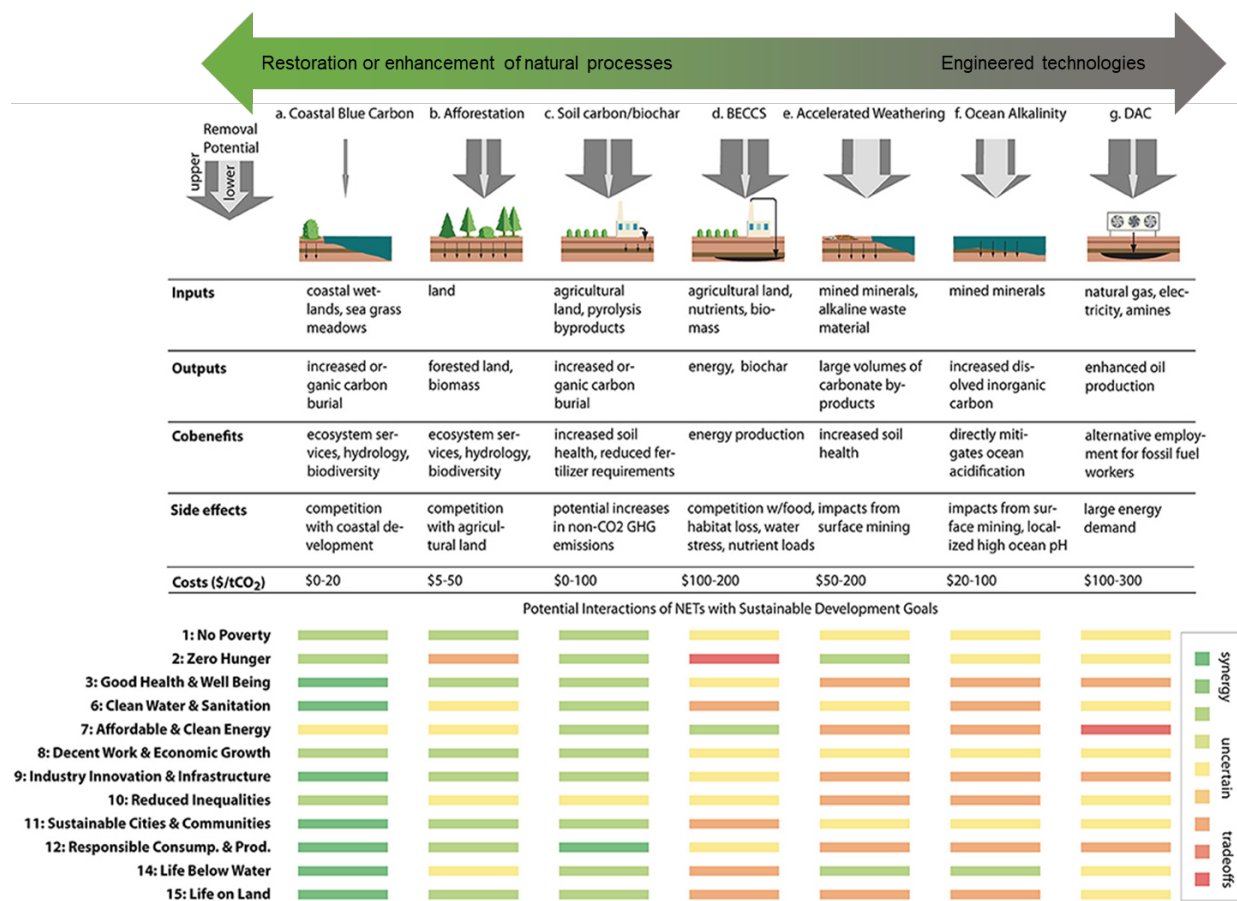 Restoration or enhancement of natural processes
Engineered technologies
a. Coastal Blue Carbon
b. Afforestation
c. Soil carbon/biochar
d. BECCS
e. Accelerated Weathering
f. Ocean Alkalinity
g. DAC
Removal
Potential
upper
lower
Inputs
coastal wet-
lands, sea grass
meadows
land
agricultural
land, pyrolysis
byproducts
agricultural land,
nutrients, bio-
mass
mined minerals,
alkaline waste
material
mined minerals
natural gas, elec-
tricity, amines
Outputs
increased or-
ganic carbon
burial
forested land,
biomass
increased or-
ganic carbon
burial
energy, biochar
large volumes of
carbonate by-
products
increased dis-
olved inorganic
carbon
enhanced oil
production
Cobenefits
ecosystem ser-
vices, hydrology,
biodiversity
ecosystem ser-
vices, hydrology,
biodiversity
increased soil
health, reduced fer-
tilizer requirements
energy production
increased soil
health
directly miti-
gates ocean
acidification
alternative employ-
ment for fossil fuel
workers
Side effects
competition
with coastal de-
velopment
competition
with agricul-
tural land
potential increases
in non-CO2 GHG
emissions
competition w/food,
habitat loss, water
stress, nutrient loads
impacts from
surface mining
impacts from sur-
face mining, local-
ized high ocean pH
large energy
demand
Costs ($/tCO2)
$0-20
$5-50
$0-100
$100-200
$50-200
$20-100
$100-300
Potential Interactions of NETs with Sustainable Development Goals
1: No Poverty
2: Zero Hunger
3: Good Health & Well Being
6: Clean Water & Sanitation
7: Affordable & Clean Energy
8: Decent Work & Economic Growth
9: Industry Innovation & Infrastructure
10: Reduced Inequalities
11: Sustainable Cities & Communities
12: Responsible Consump. & Prod.
14: Life Below Water
15: Life on Land
synergy
uncertain
tradeoffs